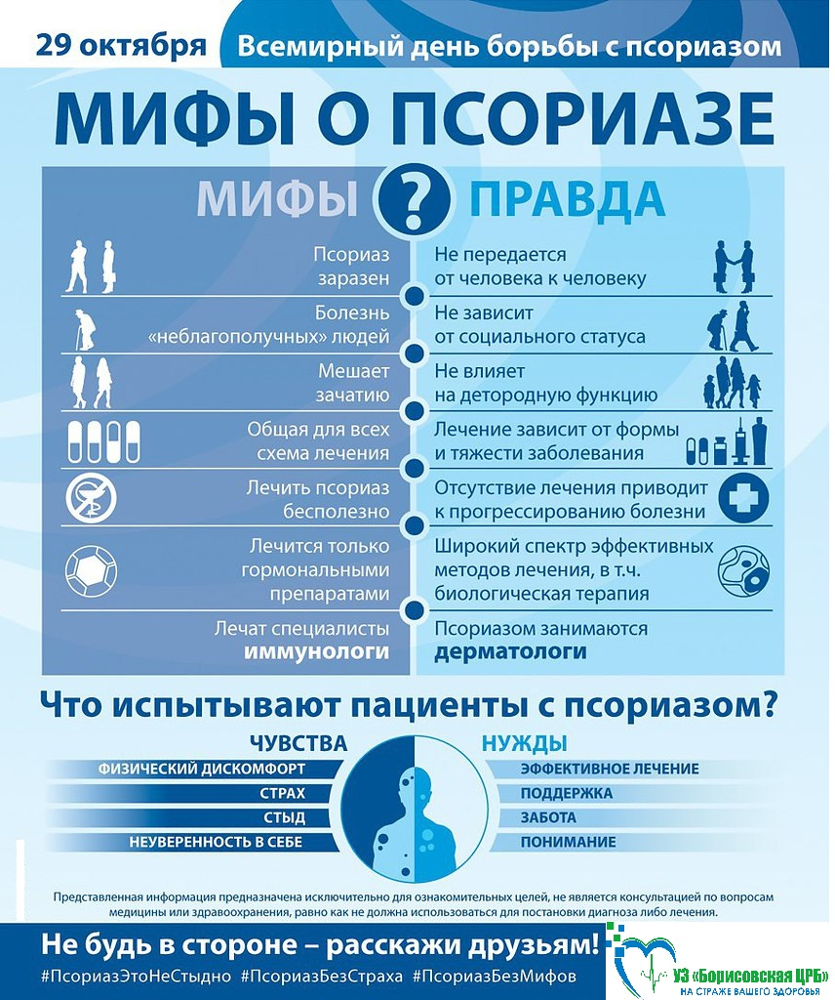 29 октября
Всемирный день борьбы с псориазом
МИФЫ О ПСОРИАЗЕ
МИФЫ ? ПРАВДА
Псориаз
заразен
Не передается
от человека к человеку
Болезнь
«неблагополучных» людей
Не зависит
от социального статуса
Мешает
зачатию
Не влияет
на детородную функцию
Общая для всех
схема лечения
Лечение зависит от формы
и тяжести заболевания
Лечить псориаз
бесполезно
Отсутствие лечения приводит
к прогрессированию болезни
Лечится только
гормональными
препаратами
Широкий спектр эффективных
методов лечения, в т.ч.
биологическая терапия
Лечат специалисты
иммунологи
Псориазом занимаются
дерматологи
Что испытывают пациенты с псориазом?
ЧУВСТВА
ФИЗИЧЕСКИЙ ДИСКОМФОРТ
СТРАХ
СТЫД
НЕУВЕРЕННОСТЬ В СЕБЕ
НУЖДЫ
ЭФФЕКТИВНОЕ ЛЕЧЕНИЕ
ПОДДЕРЖКА
ЗАБОТА
ПОНИМАНИЕ
Представленная информация предназначена исключительно для ознакомительных целей, не является консультацией по вопросам
медицины или здравоохранения, равно как не должна использоваться для постановки диагноза либо лечения.
Не будь в стороне – расскажи друзьям!
#ПсориазЭтоНеСтыдно #ПсориазБезСтраха #ПсориазБезМифов
УЗ «Борисовская ЦРБ»
НА СТРАЖЕ ВАШЕГО ЗДОРОВЬЯ